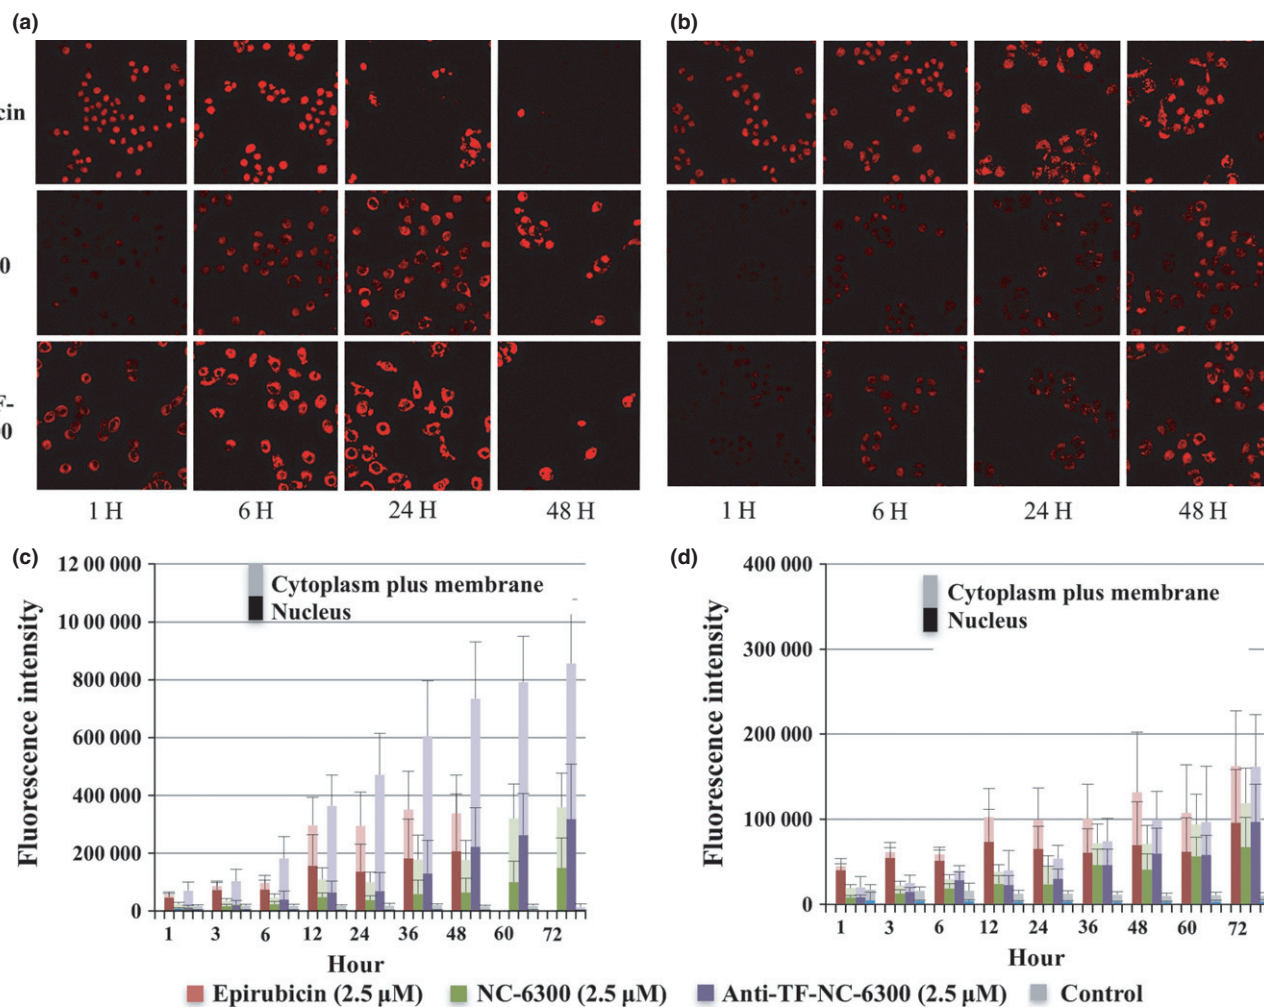 (a)
(b)
cin
0
F-
00
1 H
6 H
24 H
48 H
1 H
6 H
24 H
48 H
(c)
(d)
12 00 000
10 00 000
800 000
600 000
400 000
200 000
0
Fluorescence intensity
Cytoplasm plus membrane
Nucleus
1
3
6
12
24
36
48
60
72
Hour
400 000
300 000
200 000
100 000
0
Fluorescence intensity
Cytoplasm plus membrane
Nucleus
1
3
6
12
24
36
48
60
72
Hour
Epirubicin (2.5 µM)
NC-6300 (2.5 µM)
Anti-TF-NC-6300 (2.5 µM)
Control